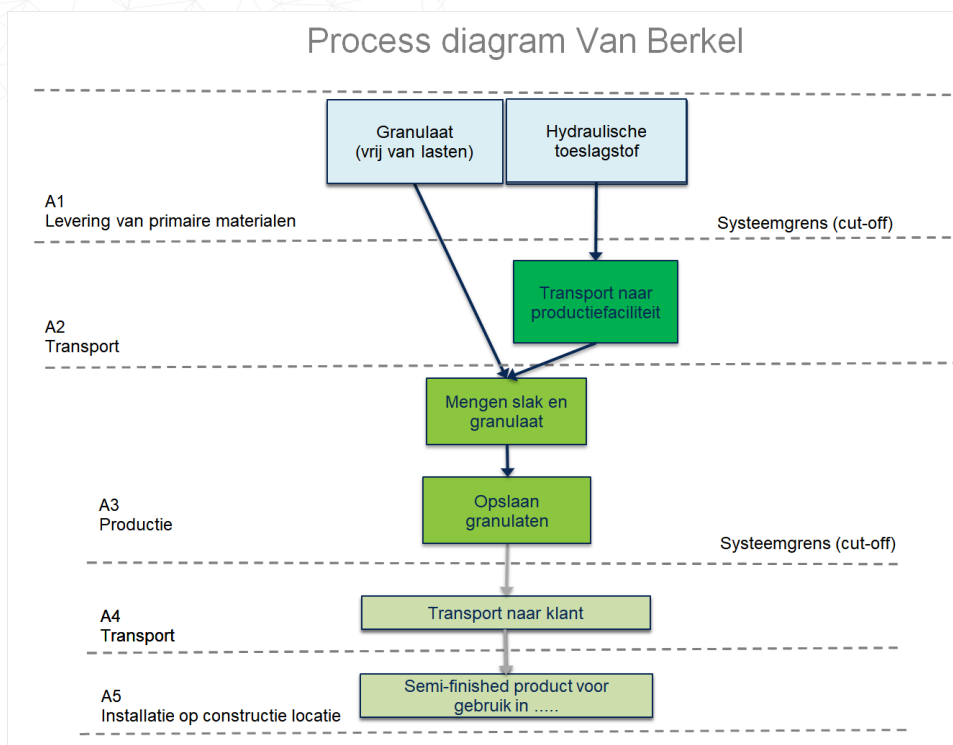 Process diagram Van Berkel
Granulaat
(vrij van lasten)
Hydraulische
toeslagstof
A1
Levering van primaire materialen
Systeemgrens (cut-off)
Transport naar
productiefaciliteit
A2
Transport
Mengen slak en
granulaat
Opslaan
granulaten
A3
Productie
Systeemgrens (cut-off)
Transport naar klant
A4
Transport
Semi-finished product voor
gebruik in .....
A5
Installatie op constructie locatie